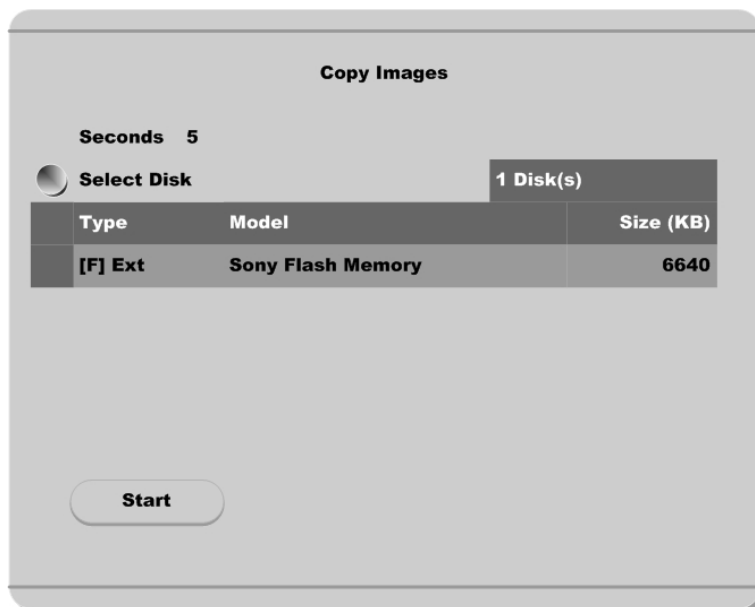 Copy Images
Seconds 5
Select Disk 1 Disk(s)
Type Model Size (KB)
[F] Ext Sony Flash Memory 6640
Start